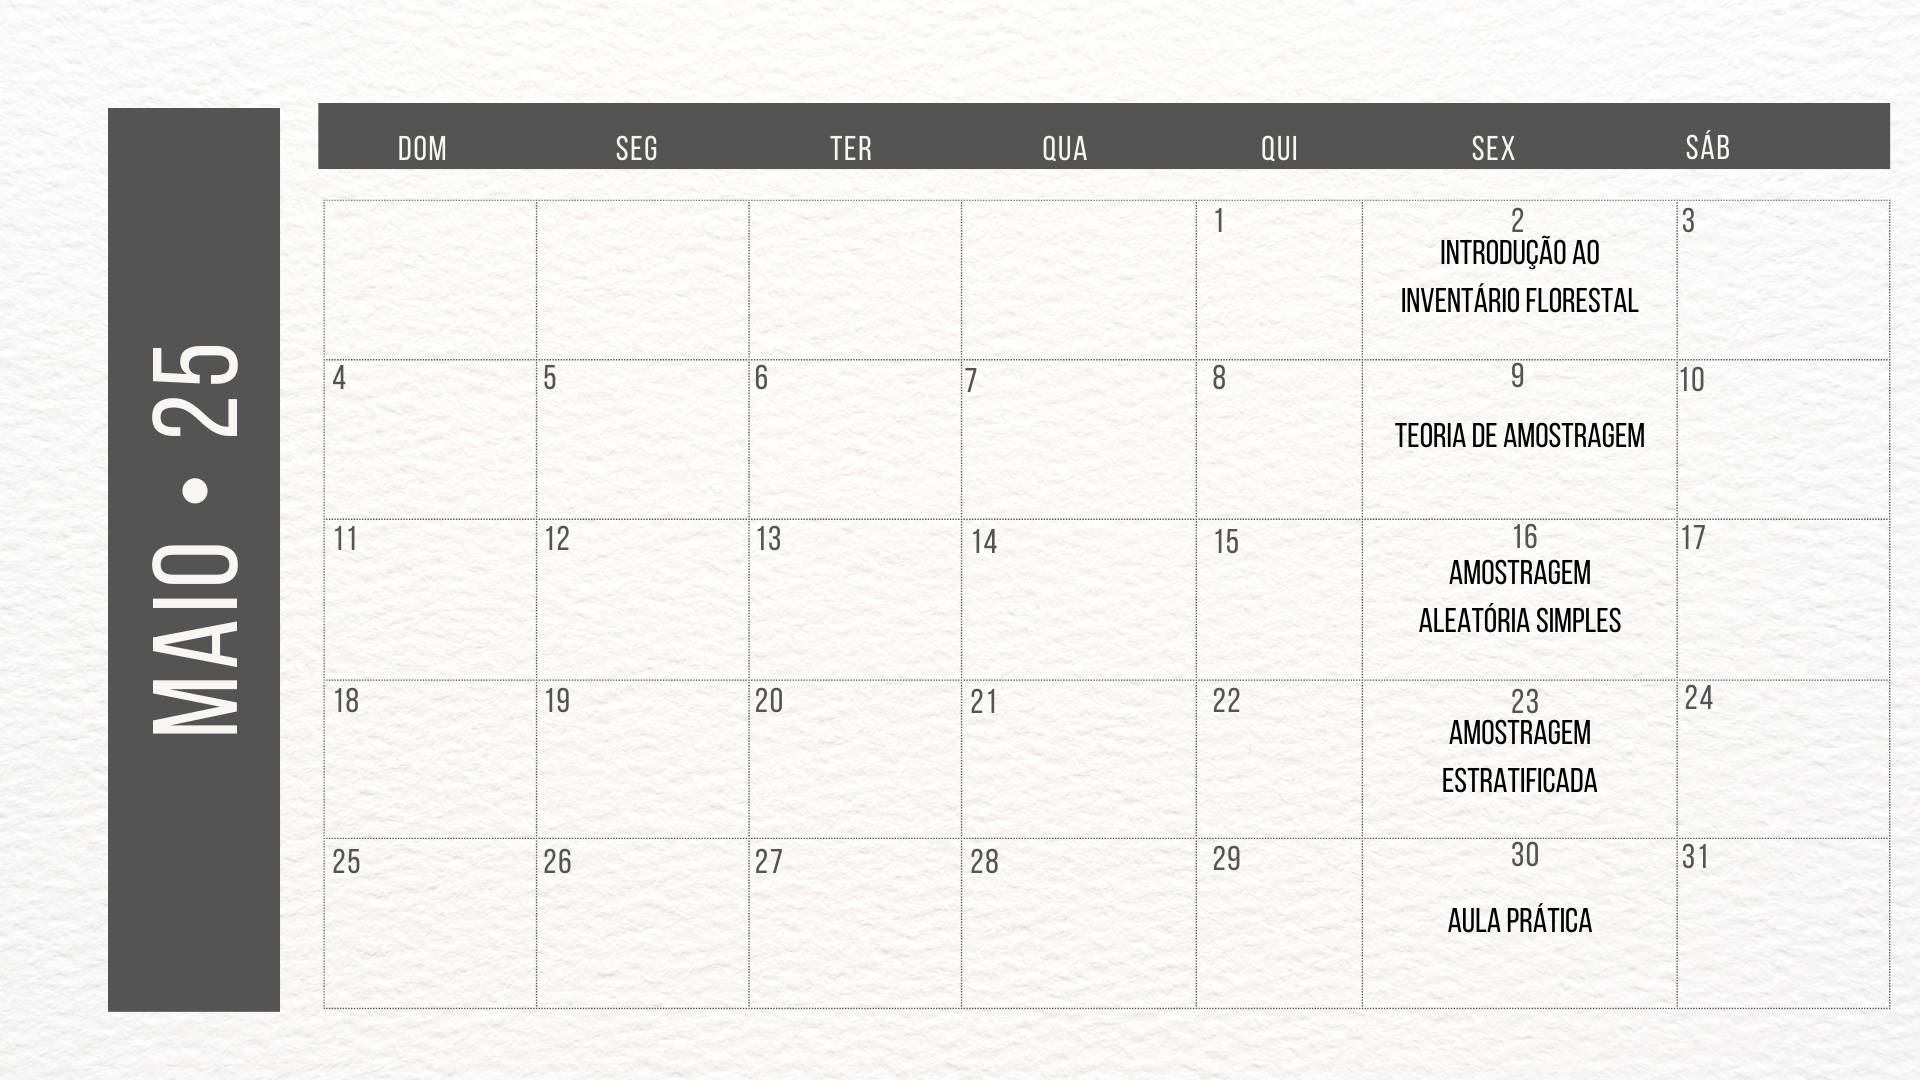 MAIO • 25
DOM SEG TER QUA QUI SEX SÁB
1 2 3
INTRODUÇÃO AO
INVENTÁRIO FLORESTAL
4 5 6 7 8 9 10
TEORIA DE AMOSTRAGEM
11 12 13 14 15 16 17
AMOSTRAGEM
ALEATÓRIA SIMPLES
18 19 20 21 22 23 24
AMOSTRAGEM
ESTRATIFICADA
25 26 27 28 29 30 31
AULA PRÁTICA